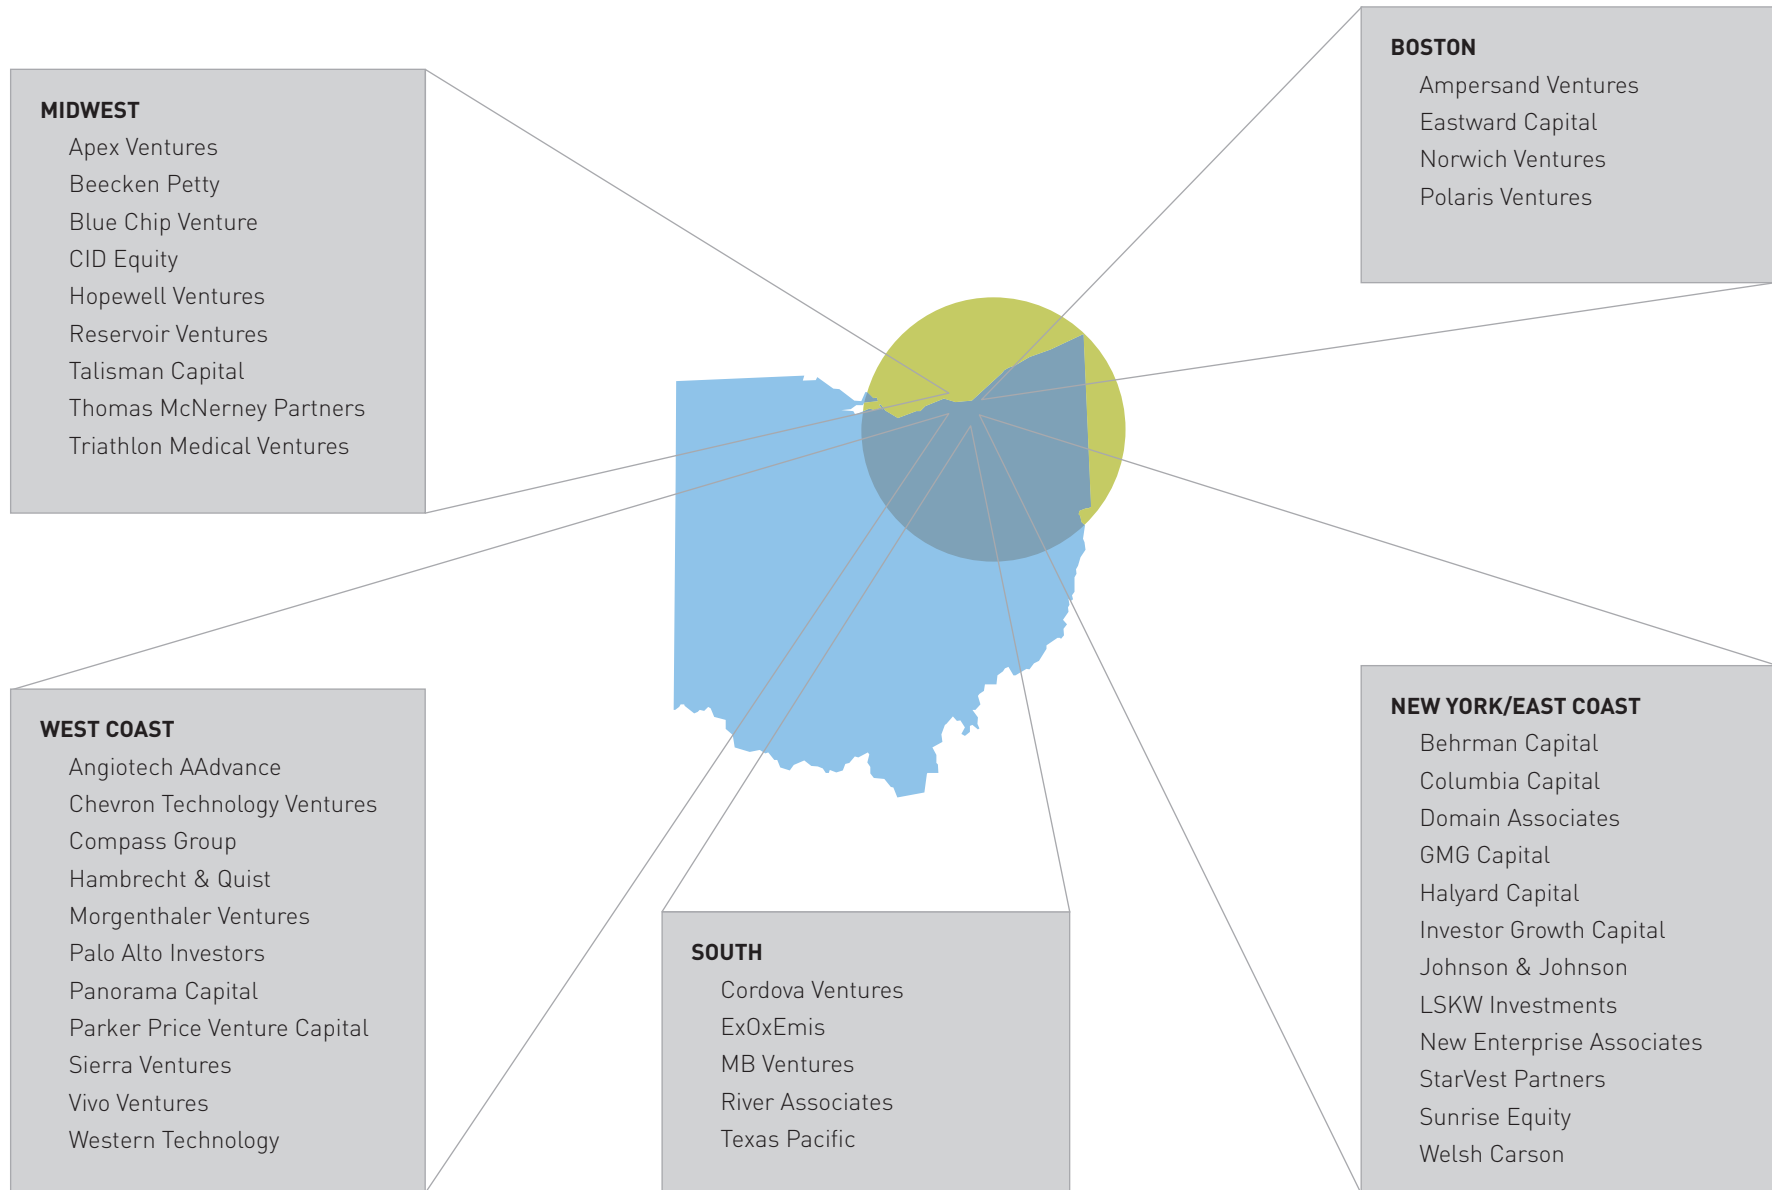 MIDWEST
Apex Ventures
Beecken Petty
Blue Chip Venture
CID Equity
Hopewell Ventures
Reservoir Ventures
Talisman Capital
Thomas McNerney Partners
Triathlon Medical Ventures
BOSTON
Ampersand Ventures
Eastward Capital
Norwich Ventures
Polaris Ventures
WEST COAST
Angiotech AAdvance
Chevron Technology Ventures
Compass Group
Hambrecht & Quist
Morgenthaler Ventures
Palo Alto Investors
Panorama Capital
Parker Price Venture Capital
Sierra Ventures
Vivo Ventures
Western Technology
SOUTH
Cordova Ventures
ExOxEmis
MB Ventures
River Associates
Texas Pacific
NEW YORK/EAST COAST
Behrman Capital
Columbia Capital
Domain Associates
GMG Capital
Halyard Capital
Investor Growth Capital
Johnson & Johnson
LSKW Investments
New Enterprise Associates
StarVest Partners
Sunrise Equity
Welsh Carson